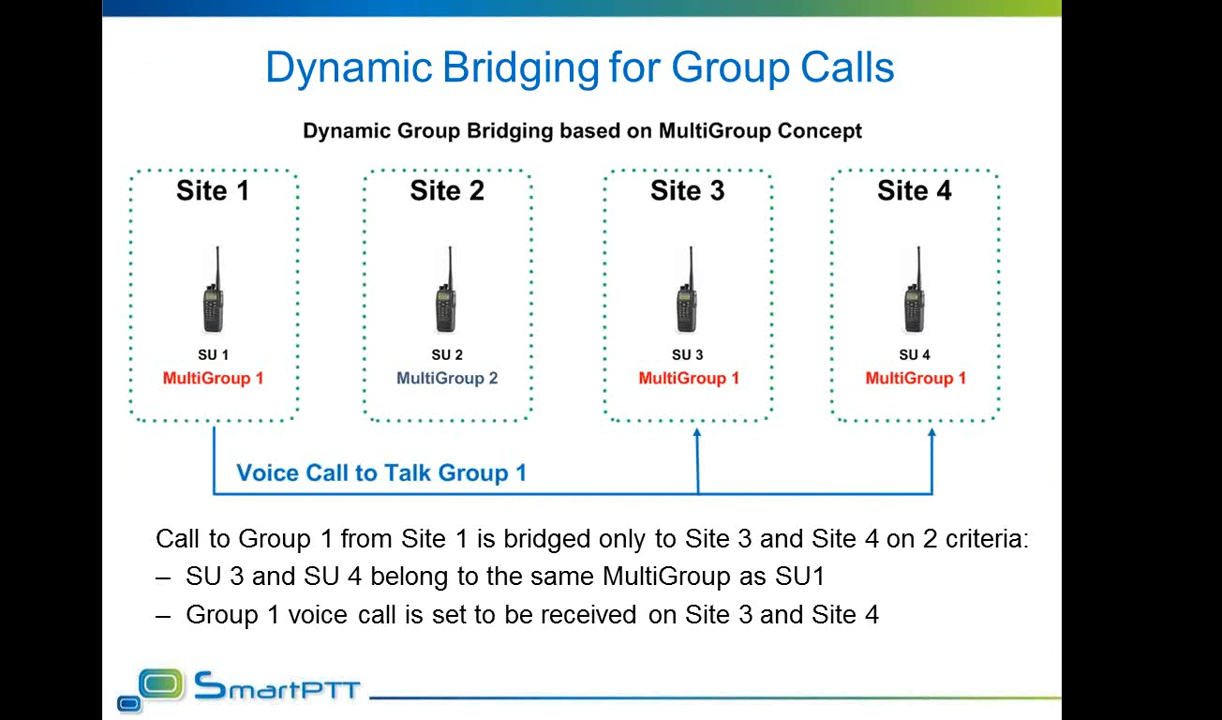 Dynamic Bridging for Group Calls
Dynamic Group Bridging based on MultiGroup Concept
Site 1
Site 2
Site 3
Site 4
SU 1
SU 2
SU 3
SU 4
MultiGroup 1
MultiGroup 2
MultiGroup 1
MultiGroup 1
Voice Call to Talk Group 1
Call to Group 1 from Site 1 is bridged only to Site 3 and Site 4 on 2 criteria:
– SU 3 and SU 4 belong to the same MultiGroup as SU1
– Group 1 voice call is set to be received on Site 3 and Site 4
SmartPTT